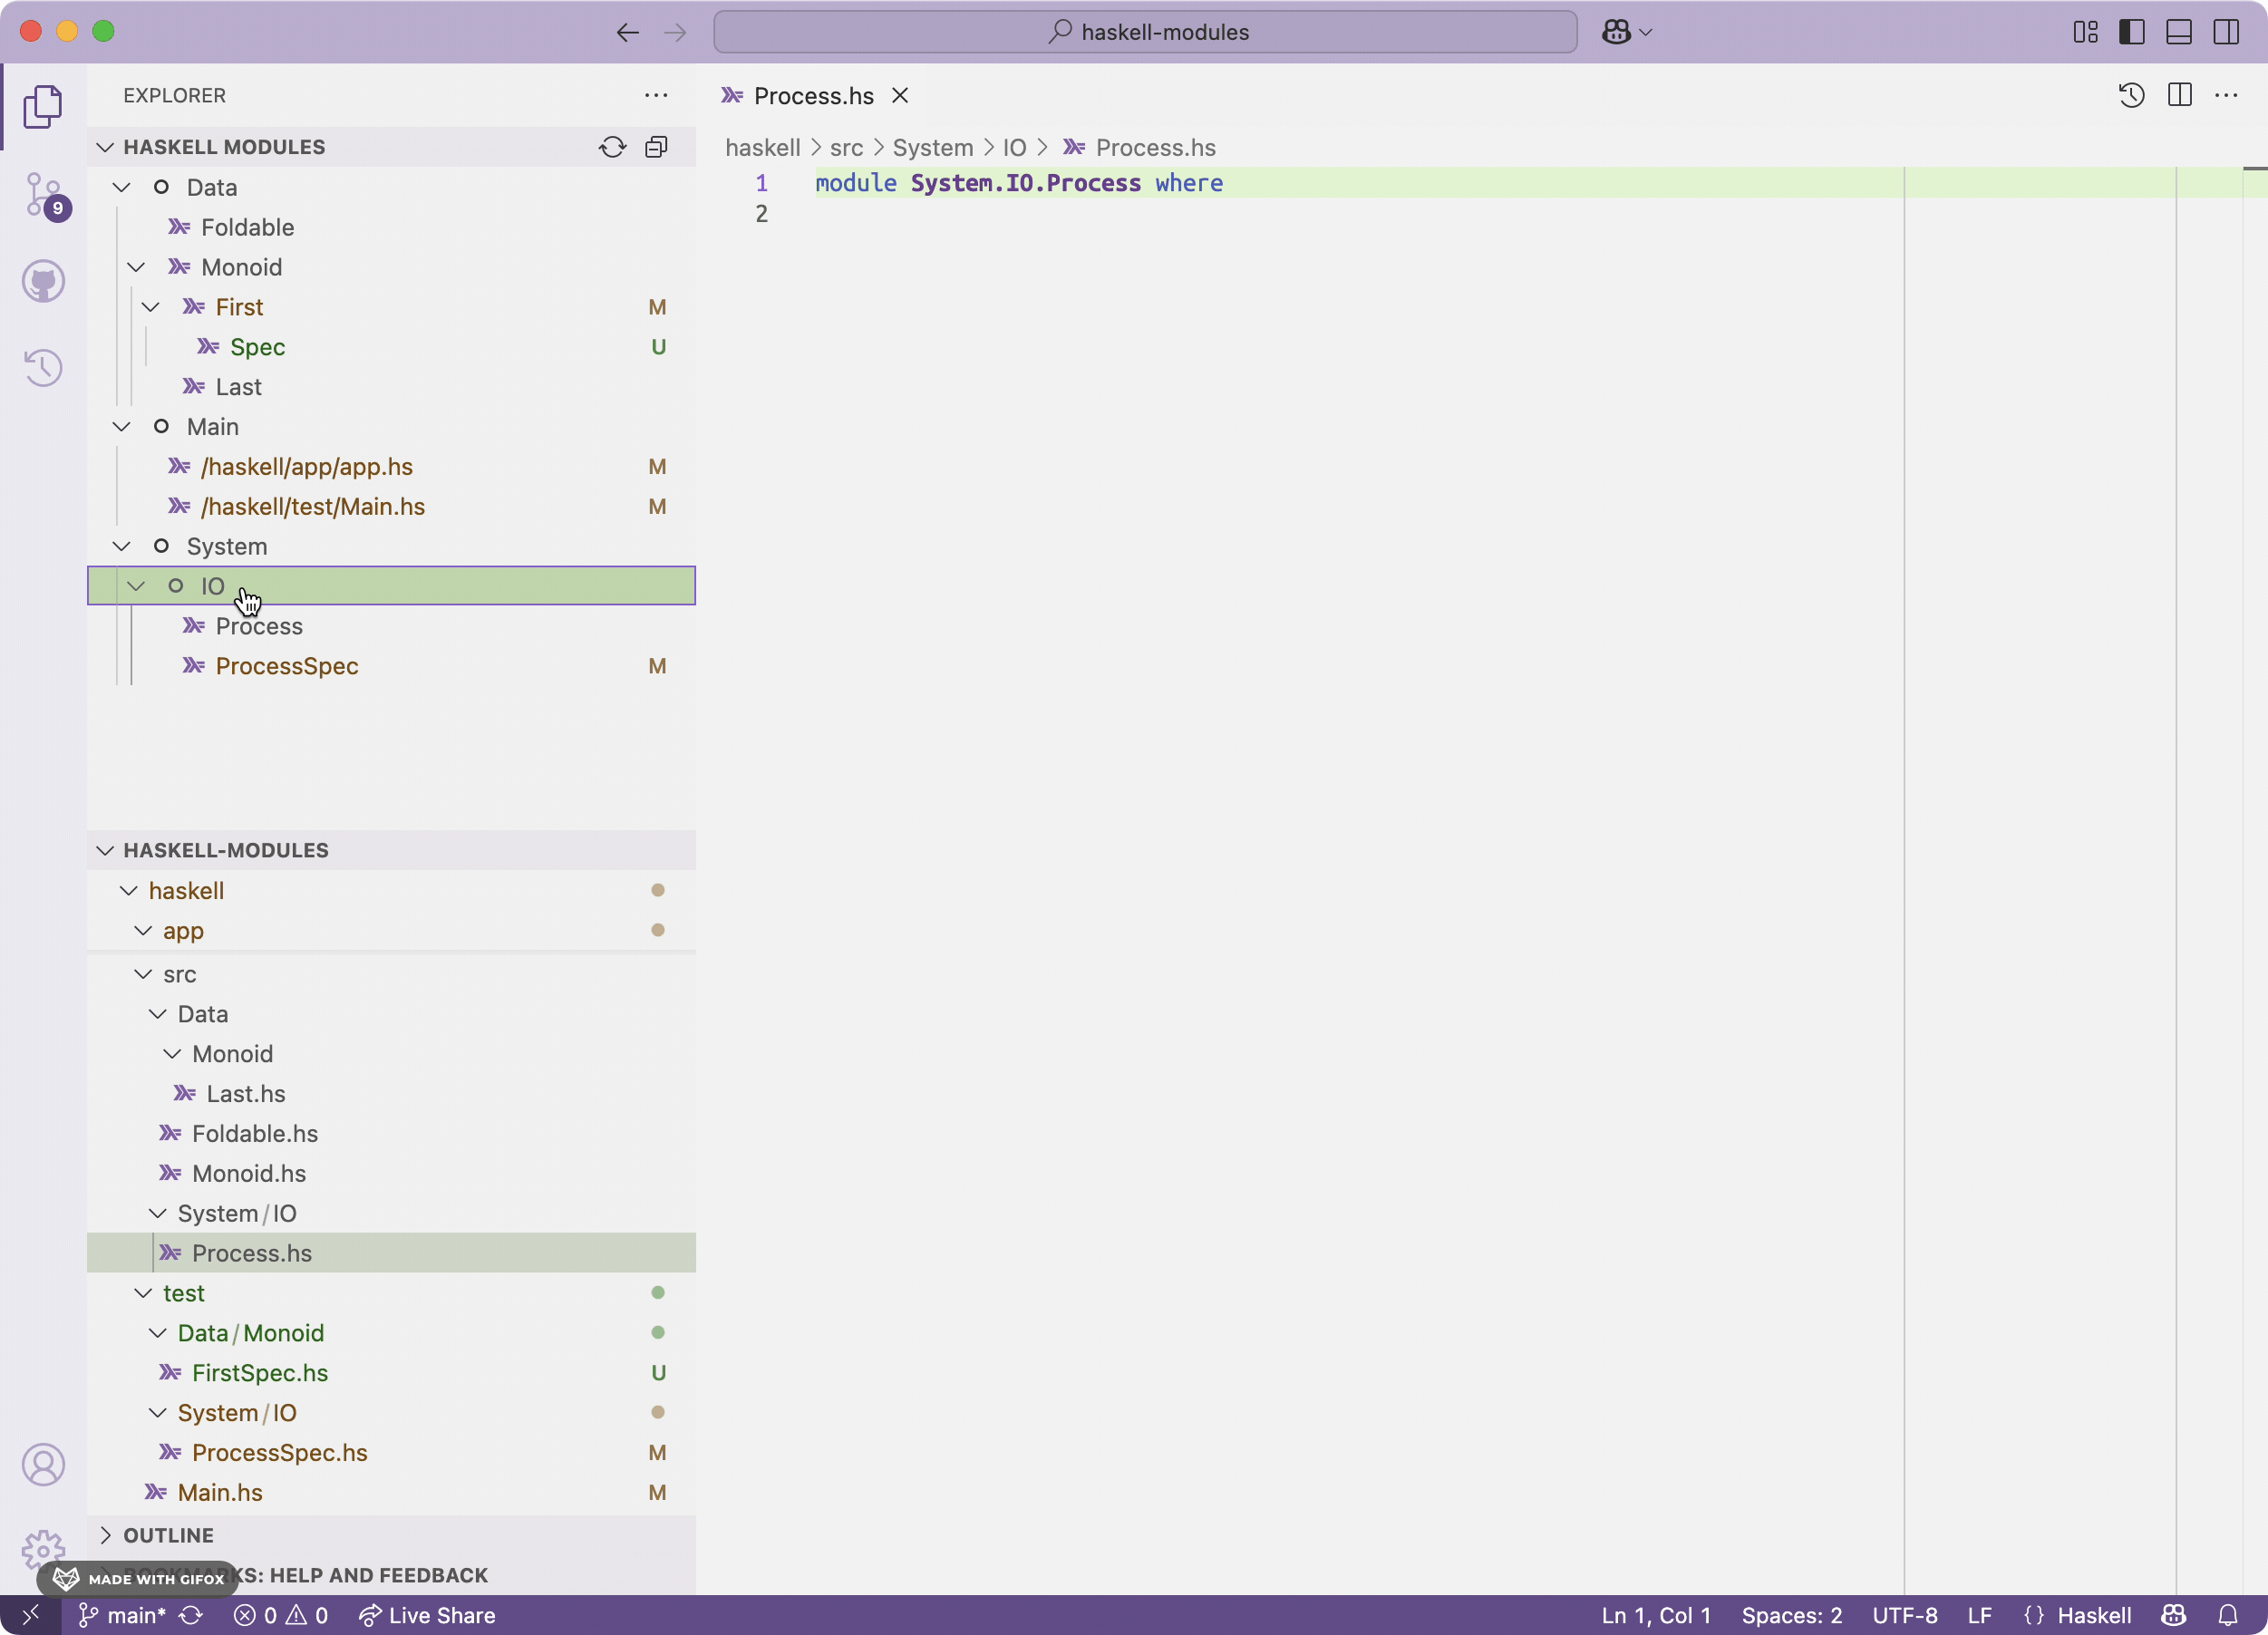 haskell-modules
EXPLORER
HASKELL MODULES
Data
Foldable
Monoid
First M
Spec U
Last
Main
/haskell/app/app.hs M
/haskell/test/Main.hs M
System
IO
Process
ProcessSpec M
HASKELL-MODULES
haskell
app
src
Data
Monoid
Last.hs
Foldable.hs
Monoid.hs
System/IO
Process.hs
test
Data/Monoid
FirstSpec.hs U
System/IO
ProcessSpec.hs M
Main.hs M
OUTLINE
BOOKMARKS: HELP AND FEEDBACK
MADE WITH GIFOX
9
Process.hs
haskell > src > System > IO > Process.hs
1 module System.IO.Process where
2
main* 0 0 Live Share Ln 1, Col 1 Spaces: 2 UTF-8 LF {} Haskell